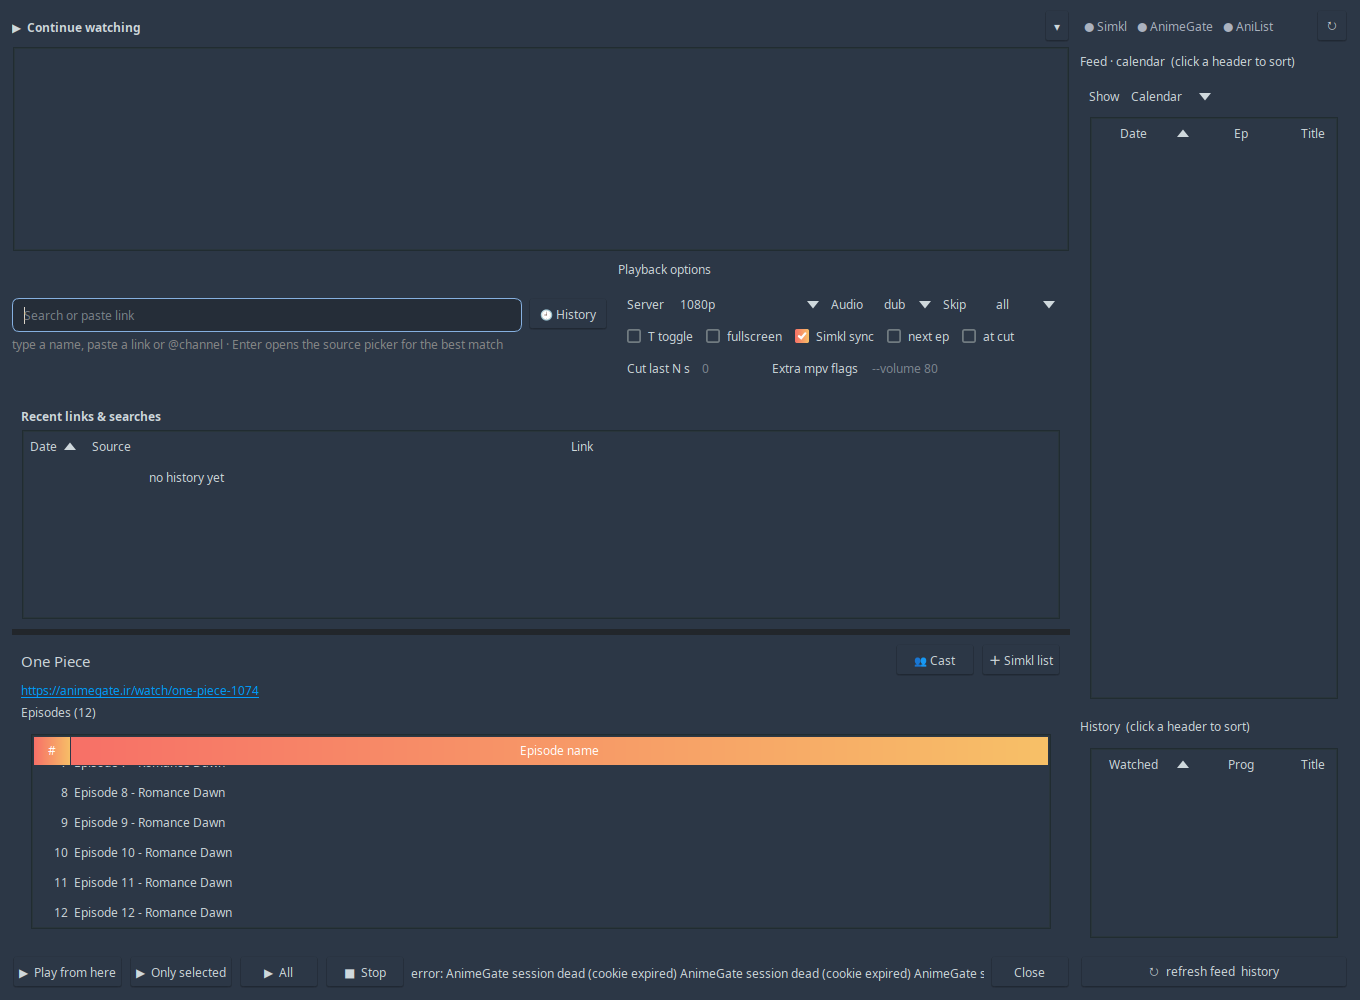 ▶ Continue watching
▾
● Simkl ● AnimeGate ● AniList
↻
Feed · calendar (click a header to sort)
Show Calendar
Date Ep Title
Playback options
Search or paste link
History
Server 1080p Audio dub Skip all
T toggle fullscreen Simkl sync next ep at cut
type a name, paste a link or @channel · Enter opens the source picker for the best match
Cut last N s 0 Extra mpv flags --volume 80
Recent links & searches
Date Source Link
no history yet
One Piece
👥 Cast
+ Simkl list
https://animegate.ir/watch/one-piece-1074
Episodes (12)
# Episode name
8 Episode 8 - Romance Dawn
9 Episode 9 - Romance Dawn
10 Episode 10 - Romance Dawn
11 Episode 11 - Romance Dawn
12 Episode 12 - Romance Dawn
History (click a header to sort)
Watched Prog Title
▶ Play from here
▶ Only selected
▶ All
■ Stop
error: AnimeGate session dead (cookie expired) AnimeGate session dead (cookie expired) AnimeGate s
Close
↻ refresh feed history